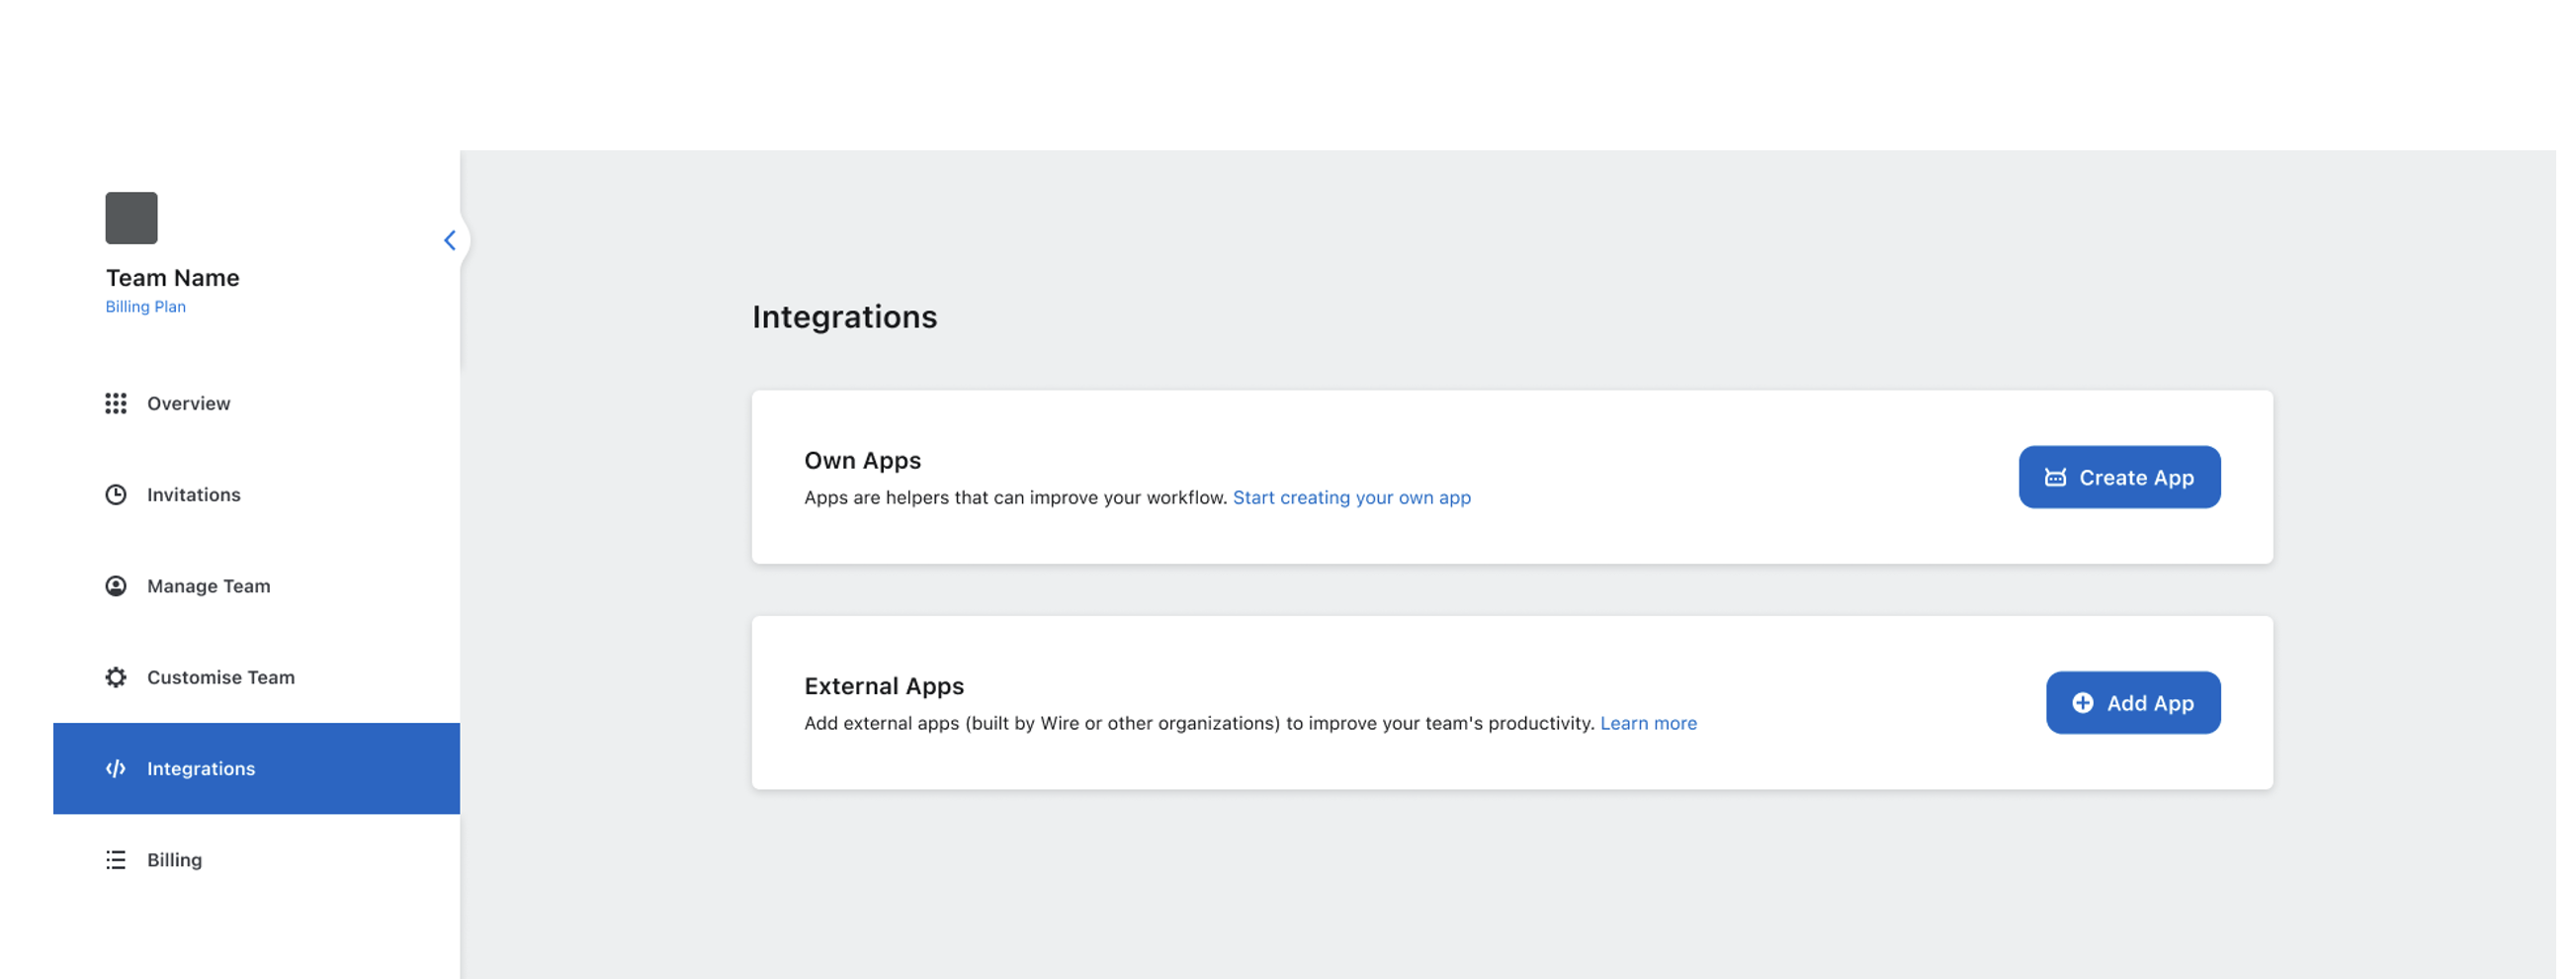 Team Name
Billing Plan
Overview
Invitations
Manage Team
Customise Team
Integrations
Billing
Integrations
Own Apps
Apps are helpers that can improve your workflow. Start creating your own app
Create App
External Apps
Add external apps (built by Wire or other organizations) to improve your team's productivity. Learn more
Add App